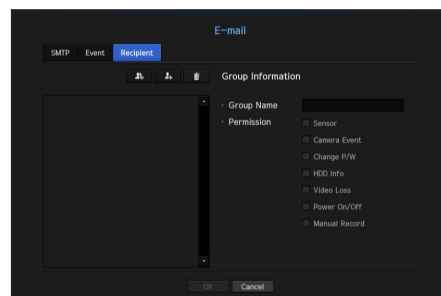 E-mail
SMTP Event Recipient
Group Information
· Group Name
· Permission
Sensor
Camera Event
Change P/W
HDD Info
Video Loss
Power On/Off
Manual Record
OK Cancel